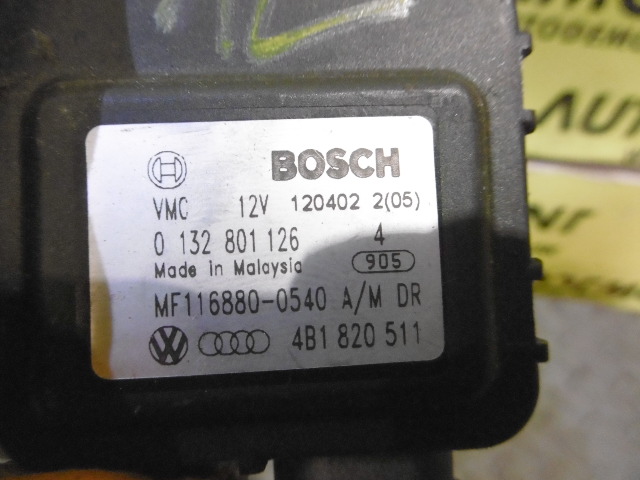 BOSCH
VMC 12V 120402 2(05)
0 132 801 126 4
Made in Malaysia 905
MF116880-0540 A/M DR
4B1 820 511
AUT